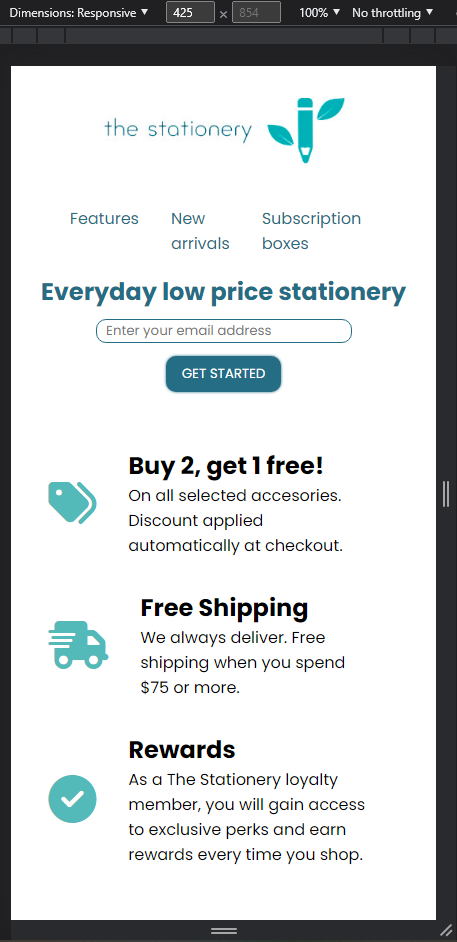 Dimensions: Responsive ▼ 425 × 854 100% ▼ No throttling ▼
the stationery
Features New arrivals Subscription boxes
Everyday low price stationery
Enter your email address
GET STARTED
Buy 2, get 1 free!
On all selected accesories.
Discount applied
automatically at checkout.
Free Shipping
We always deliver. Free
shipping when you spend
$75 or more.
Rewards
As a The Stationery loyalty
member, you will gain access
to exclusive perks and earn
rewards every time you shop.